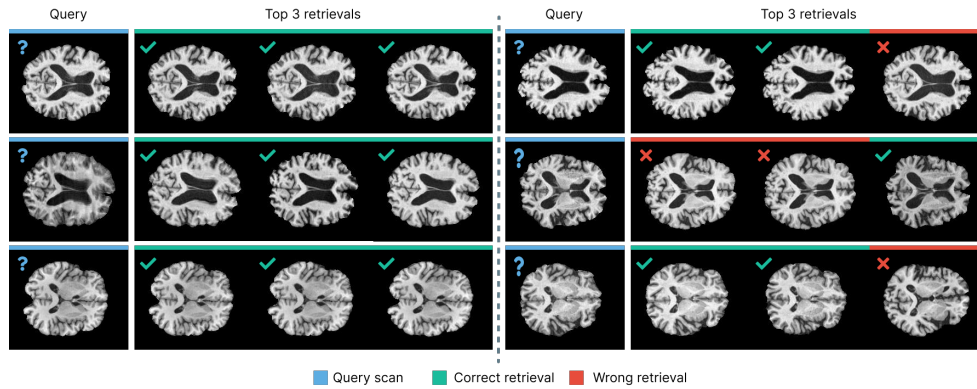 Query Top 3 retrievals Query Top 3 retrievals
? ?
? ?
? ?
Query scan Correct retrieval Wrong retrieval